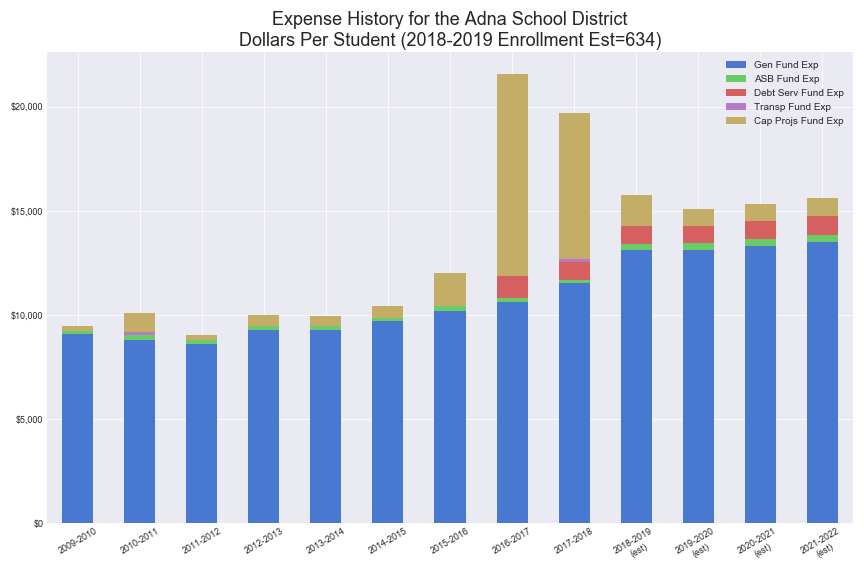 Expense History for the Adna School District
Dollars Per Student (2018-2019 Enrollment Est=634)
Gen Fund Exp
ASB Fund Exp
Debt Serv Fund Exp
Transp Fund Exp
Cap Projs Fund Exp
$20,000
$15,000
$10,000
$5,000
$0
2009-2010
2010-2011
2011-2012
2012-2013
2013-2014
2014-2015
2015-2016
2016-2017
2017-2018
2018-2019
(est)
2019-2020
(est)
2020-2021
(est)
2021-2022
(est)